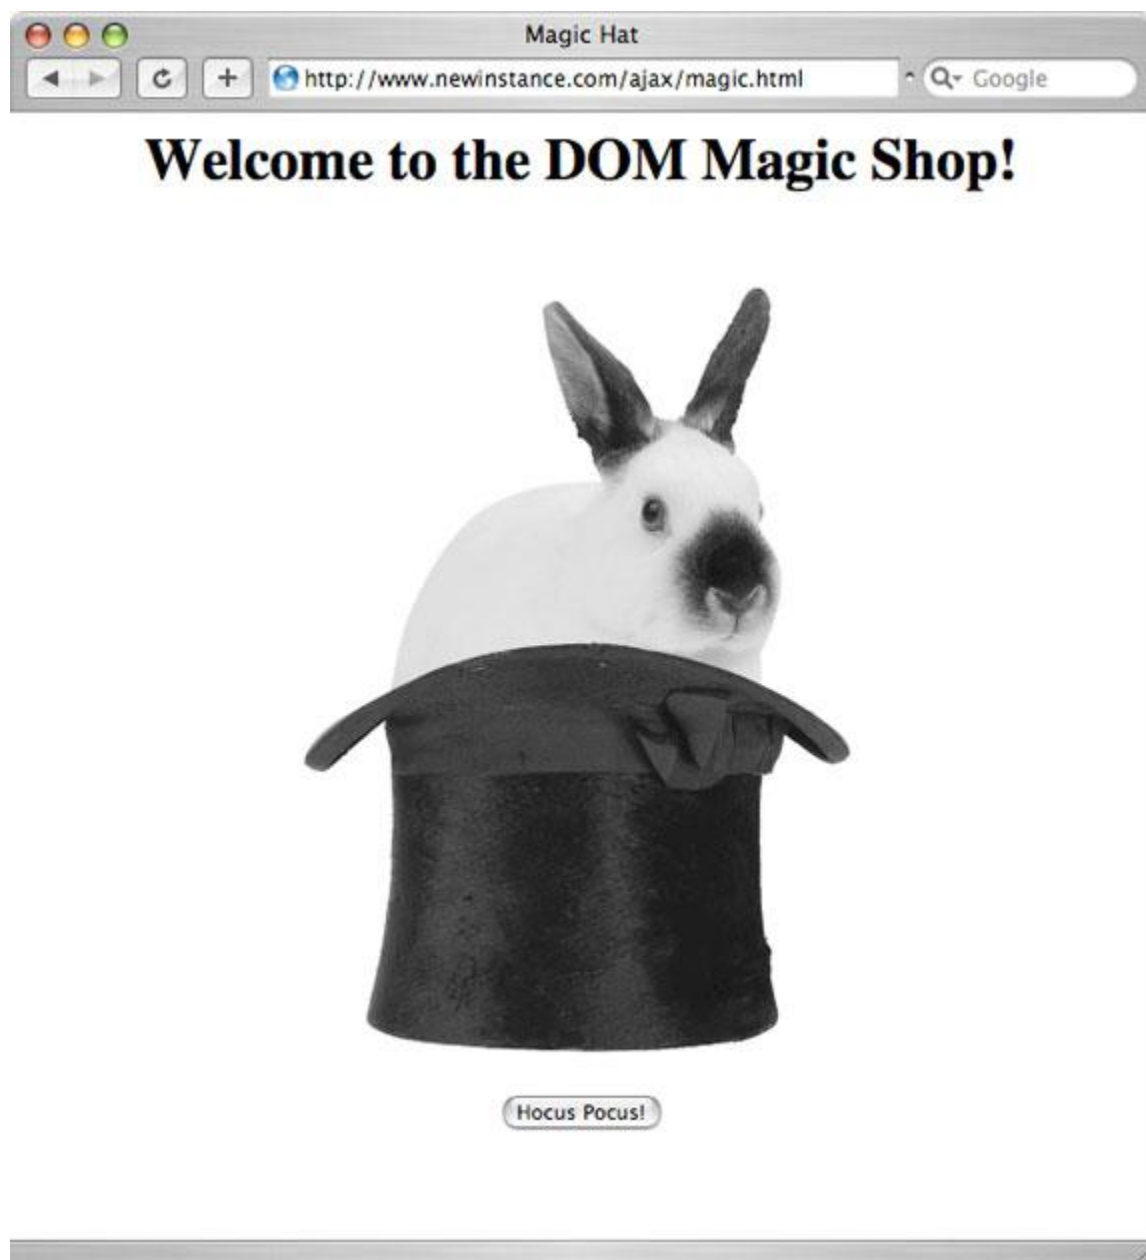 Magic Hat
http://www.newinstance.com/ajax/magic.html
Google
Welcome to the DOM Magic Shop!
Hocus Pocus!